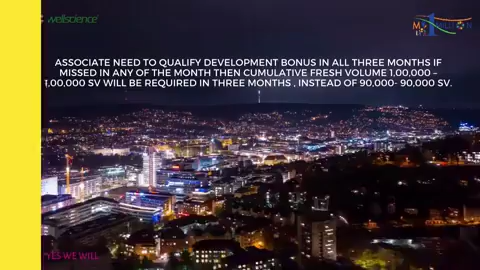 wellscience
ASSOCIATE NEED TO QUALIFY DEVELOPMENT BONUS IN ALL THREE MONTHS IF
MISSED IN ANY OF THE MONTH THEN CUMULATIVE FRESH VOLUME 1,00,000 –
1,00,000 SV WILL BE REQUIRED IN THREE MONTHS , INSTEAD OF 90,000- 90,000 SV.
#YES WE WILL